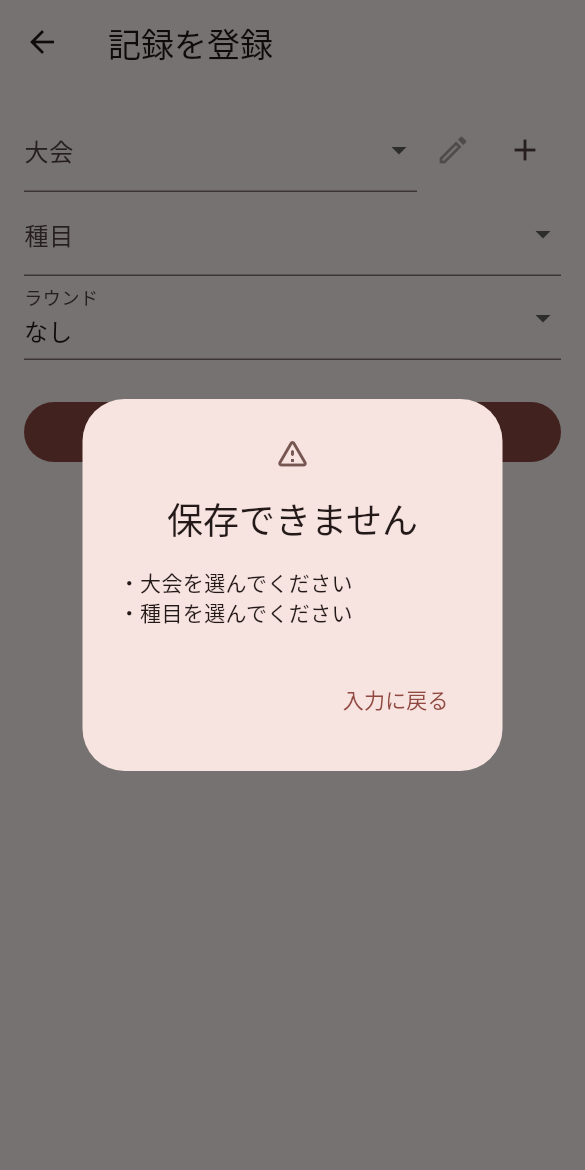 記録を登録
大会
種目
ラウンド
なし
保存できません
・大会を選んでください
・種目を選んでください
入力に戻る